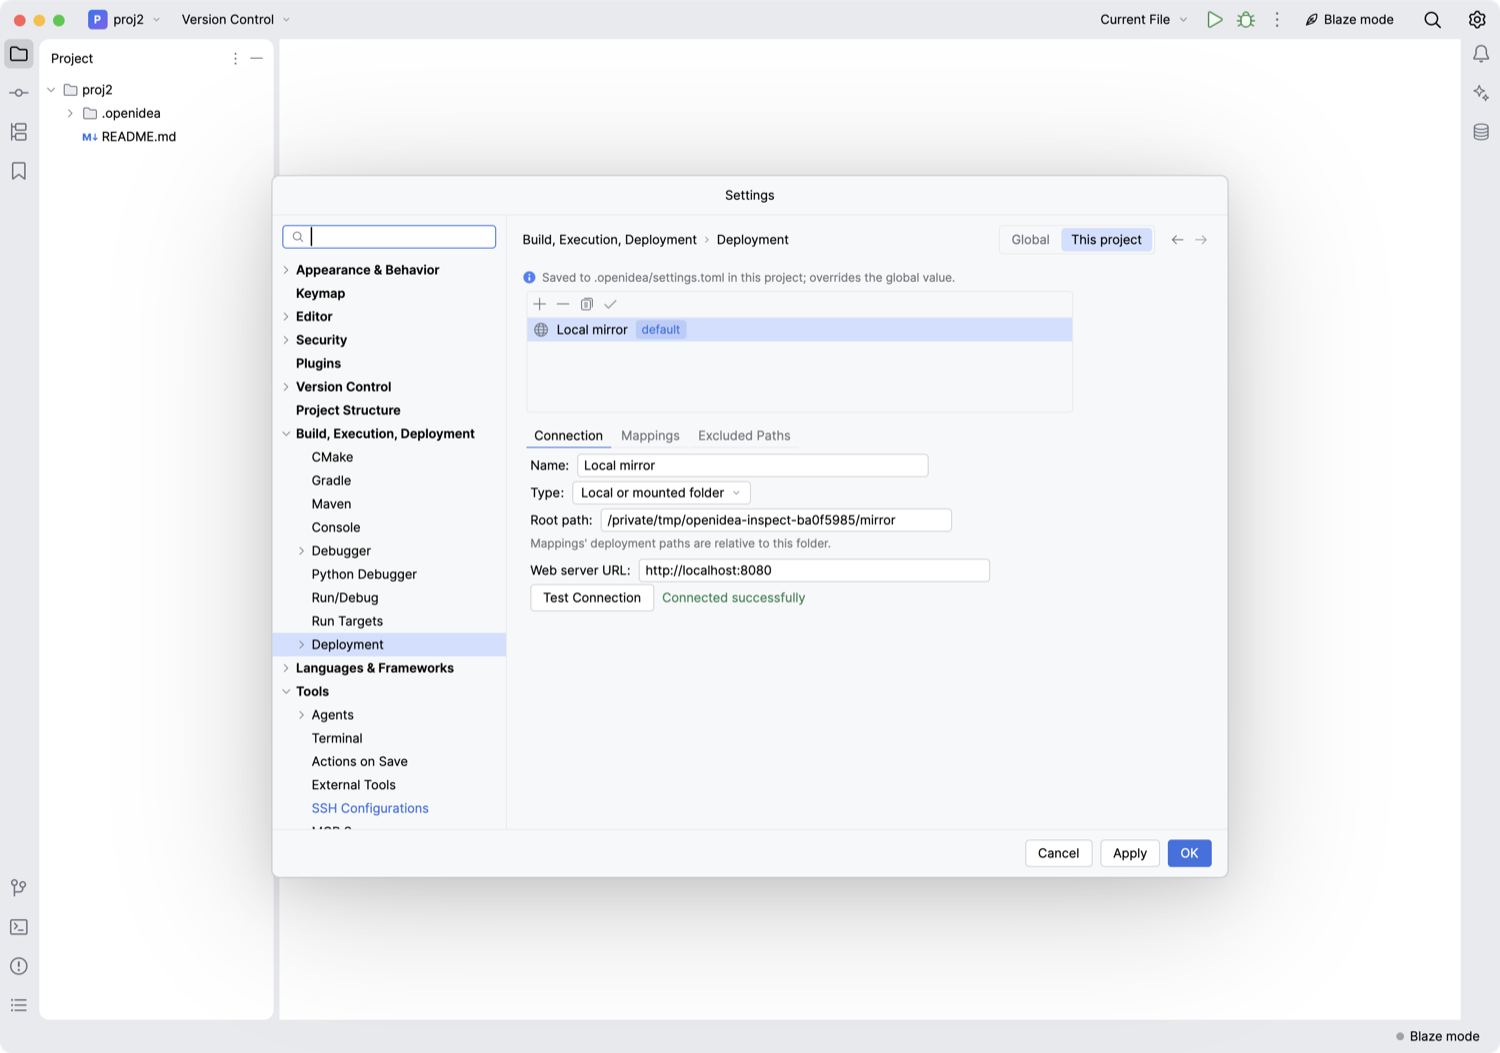 P proj2
Version Control
Current File
Blaze mode
Project
proj2
.openidea
M↓ README.md
Settings
Appearance & Behavior
Keymap
Editor
Security
Plugins
Version Control
Project Structure
Build, Execution, Deployment
CMake
Gradle
Maven
Console
Debugger
Python Debugger
Run/Debug
Run Targets
Deployment
Languages & Frameworks
Tools
Agents
Terminal
Actions on Save
External Tools
SSH Configurations
Build, Execution, Deployment › Deployment
Global
This project
Saved to .openidea/settings.toml in this project; overrides the global value.
Local mirror default
Connection Mappings Excluded Paths
Name: Local mirror
Type: Local or mounted folder
Root path: /private/tmp/openidea-inspect-ba0f5985/mirror
Mappings' deployment paths are relative to this folder.
Web server URL: http://localhost:8080
Test Connection Connected successfully
Cancel Apply OK
Blaze mode